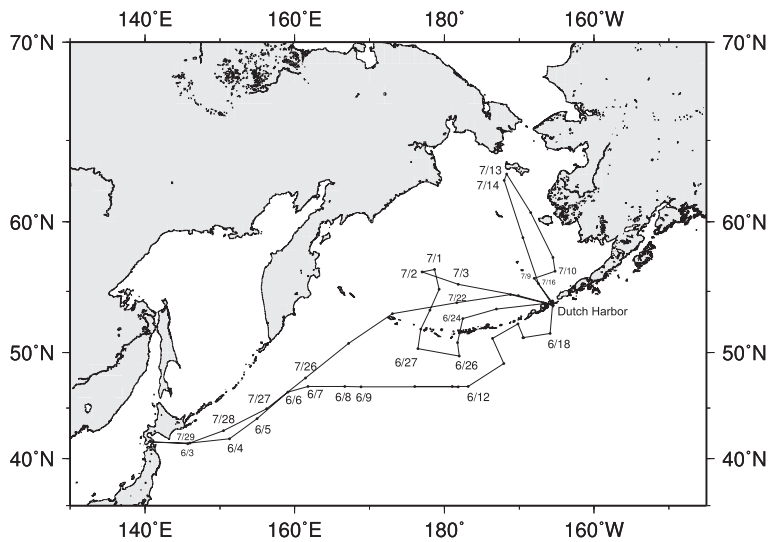 140˚E 160˚E 180˚ 160˚W
70˚N 70˚N
7/13
7/14
60˚N 60˚N
7/1
7/2 7/3 7/9 7/16 7/10
7/22
6/24 Dutch Harbor
50˚N 6/27 6/26 6/18 50˚N
7/26
7/27 6/6 6/7 6/8 6/9 6/12
7/28 6/5
7/29 6/3 6/4
40˚N 40˚N
140˚E 160˚E 180˚ 160˚W